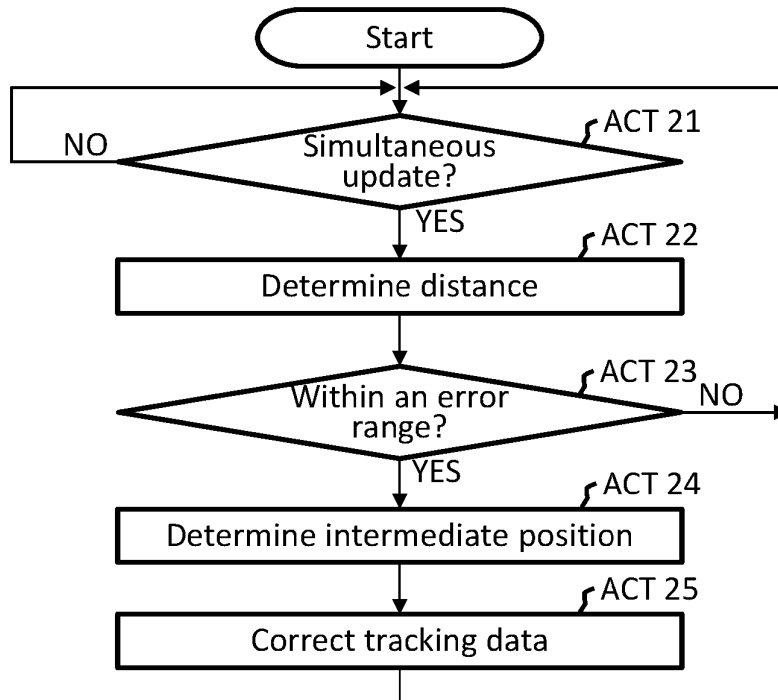 Start
ACT 21
Simultaneous
update?
NO
YES
ACT 22
Determine distance
ACT 23
Within an error
range?
NO
YES
ACT 24
Determine intermediate position
ACT 25
Correct tracking data